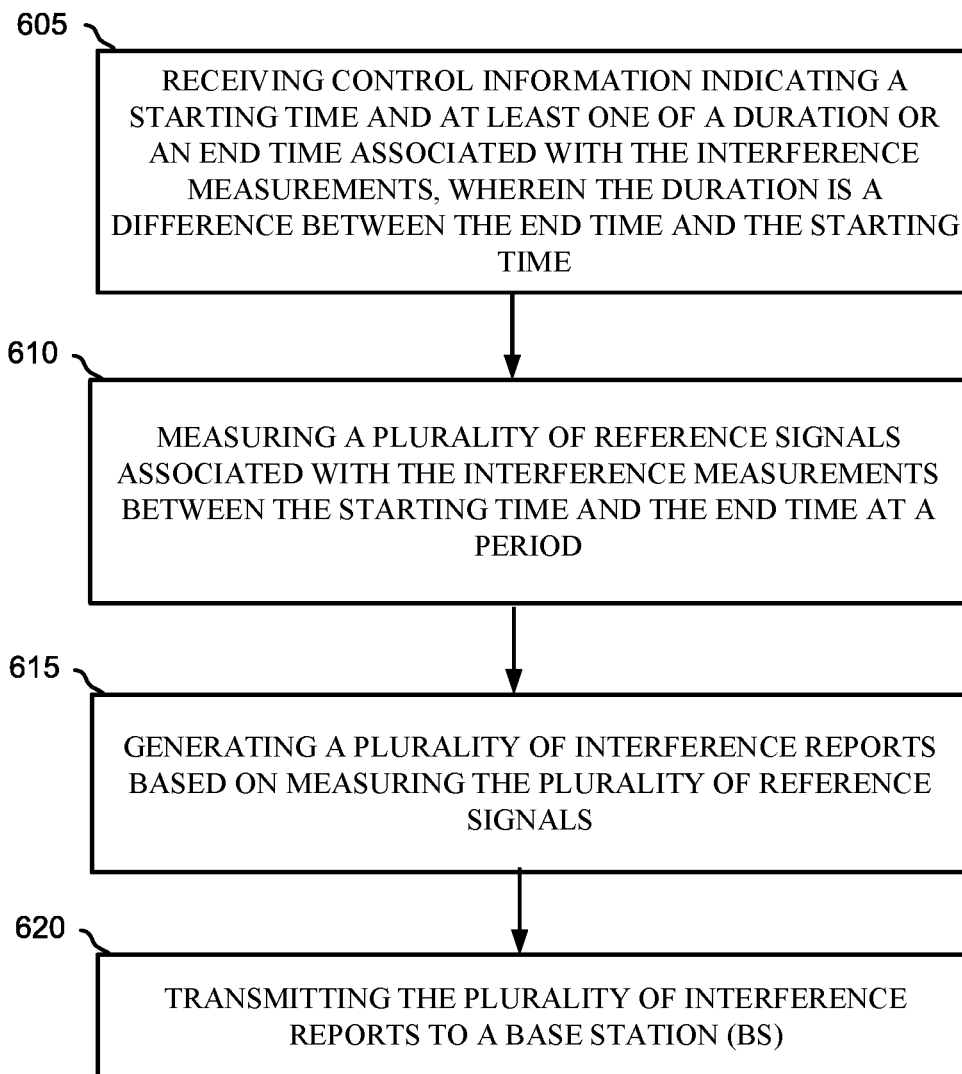 605
RECEIVING CONTROL INFORMATION INDICATING A
STARTING TIME AND AT LEAST ONE OF A DURATION OR
AN END TIME ASSOCIATED WITH THE INTERFERENCE
MEASUREMENTS, WHEREIN THE DURATION IS A
DIFFERENCE BETWEEN THE END TIME AND THE STARTING
TIME
610
MEASURING A PLURALITY OF REFERENCE SIGNALS
ASSOCIATED WITH THE INTERFERENCE MEASUREMENTS
BETWEEN THE STARTING TIME AND THE END TIME AT A
PERIOD
615
GENERATING A PLURALITY OF INTERFERENCE REPORTS
BASED ON MEASURING THE PLURALITY OF REFERENCE
SIGNALS
620
TRANSMITTING THE PLURALITY OF INTERFERENCE
REPORTS TO A BASE STATION (BS)